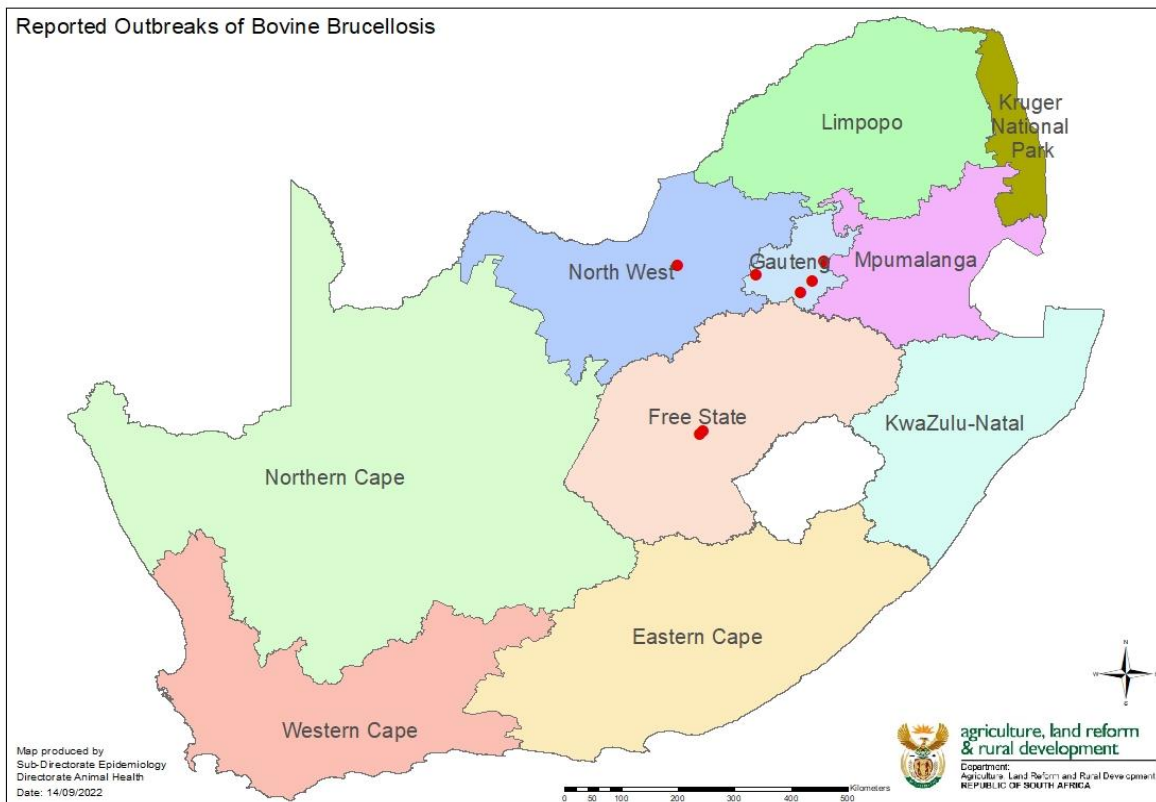 Reported Outbreaks of Bovine Brucellosis
Limpopo
Kruger
National
Park
North West
Gauteng
Mpumalanga
Free State
KwaZulu-Natal
Northern Cape
Eastern Cape
Western Cape
N
W
S
Map produced by
Sub-Directorate Epidemiology
Directorate Animal Health
Date: 14/09/2022
Kilometers
0 50 100 200 300 400 500
agriculture, land reform
& rural development
Department:
Agriculture, Land Reform and Rural Development
REPUBLIC OF SOUTH AFRICA